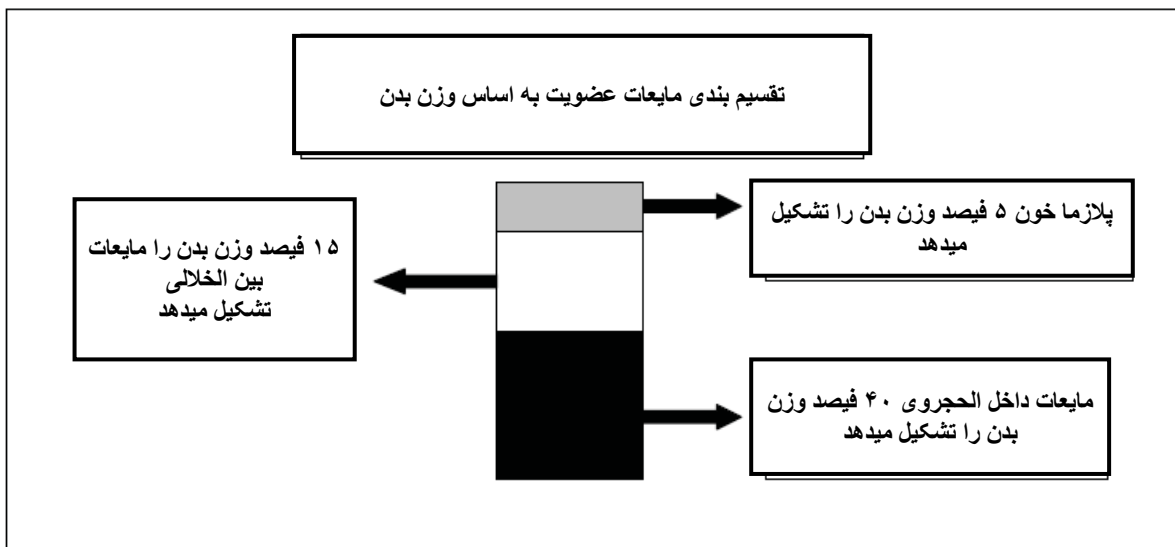 تقسیم بندی مایعات عضویت به اساس وزن بدن
پلازما خون ۵ فیصد وزن بدن را تشکیل
میدهد
۱۵ فیصد وزن بدن را مایعات
بین الخلالی
تشکیل میدهد
مایعات داخل الحجروی ۴۰ فیصد وزن
بدن را تشکیل میدهد